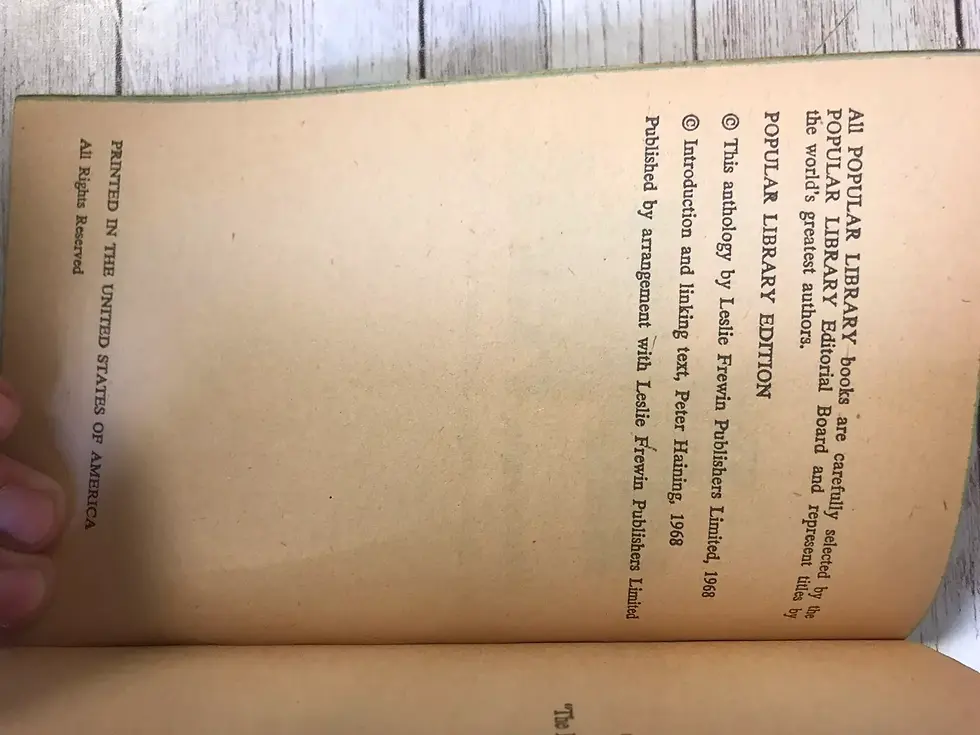 All POPULAR LIBRARY books are carefully selected by the
POPULAR LIBRARY Editorial Board and represent titles by
the world's greatest authors.
POPULAR LIBRARY EDITION
© This anthology by Leslie Frewin Publishers Limited, 1968
© Introduction and linking text, Peter Haining, 1968
Published by arrangement with Leslie Frewin Publishers Limited
PRINTED IN THE UNITED STATES OF AMERICA
All Rights Reserved
"The